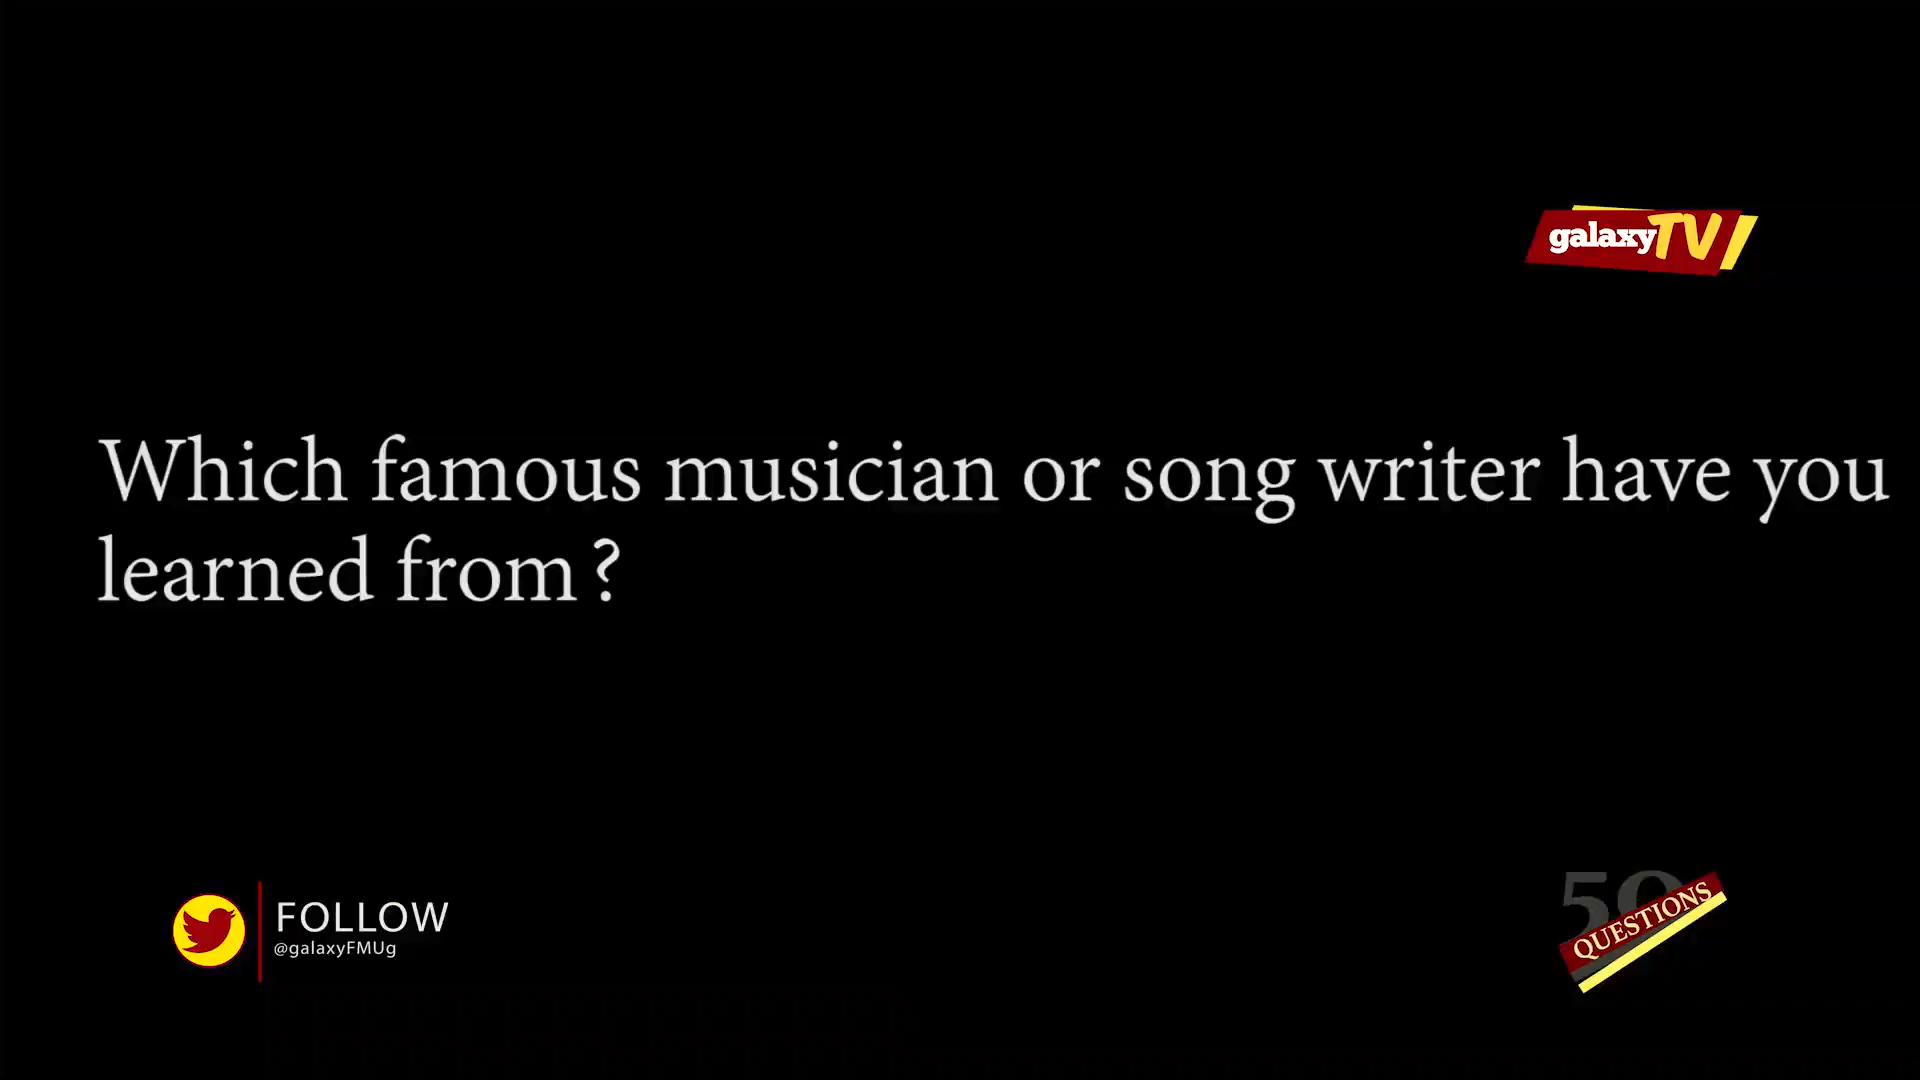 galaxyTV
Which famous musician or song writer have you
learned from ?
FOLLOW
@galaxyFMUg
50
QUESTIONS